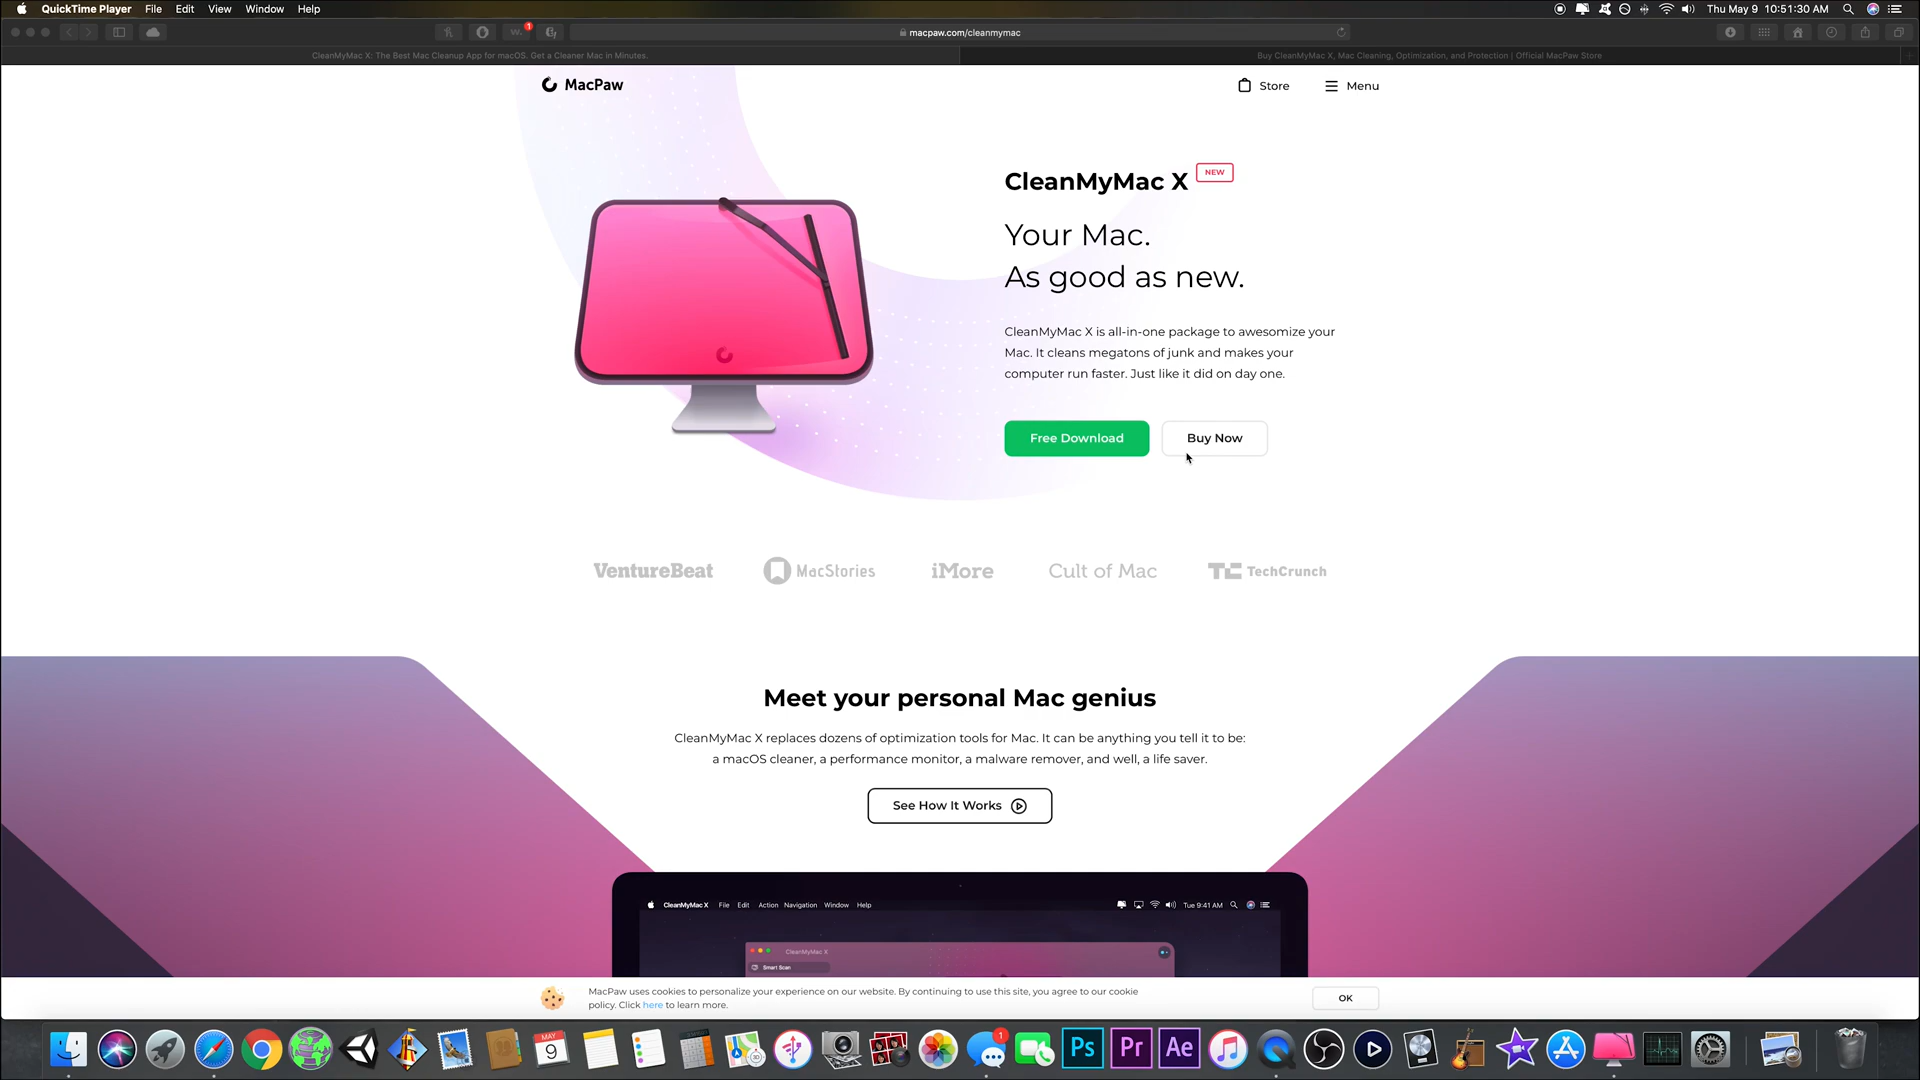 QuickTime Player File Edit View Window Help
Thu May 9 10:51:30 AM
macpaw.com/cleanmymac
CleanMyMac X: The Best Mac Cleanup App for macOS. Get a Cleaner Mac in Minutes.
Buy CleanMyMac X, Mac Cleaning, Optimization, and Protection | Official MacPaw Store
MacPaw
Store
Menu
CleanMyMac X NEW
Your Mac.
As good as new.
CleanMyMac X is all-in-one package to awesomize your
Mac. It cleans megatons of junk and makes your
computer run faster. Just like it did on day one.
Free Download
Buy Now
VentureBeat
MacStories
iMore
Cult of Mac
TC TechCrunch
Meet your personal Mac genius
CleanMyMac X replaces dozens of optimization tools for Mac. It can be anything you tell it to be:
a macOS cleaner, a performance monitor, a malware remover, and well, a life saver.
See How It Works
CleanMyMac X File Edit Action Navigation Window Help
Tue 9:41 AM
CleanMyMac X
Smart Scan
MacPaw uses cookies to personalize your experience on our website. By continuing to use this site, you agree to our cookie
policy. Click here to learn more.
OK
MAY
9
3D
1
Ps
Pr
Ae